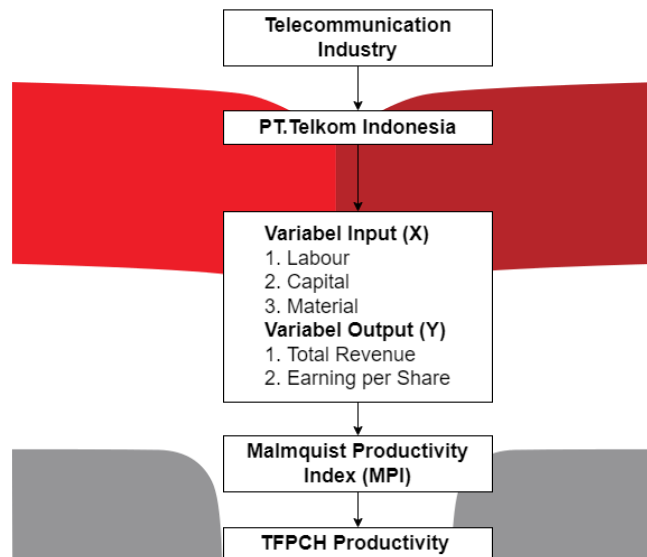 Telecommunication
Industry
PT.Telkom Indonesia
Variabel Input (X)
1. Labour
2. Capital
3. Material
Variabel Output (Y)
1. Total Revenue
2. Earning per Share
Malmquist Productivity
Index (MPI)
TFPCH Productivity